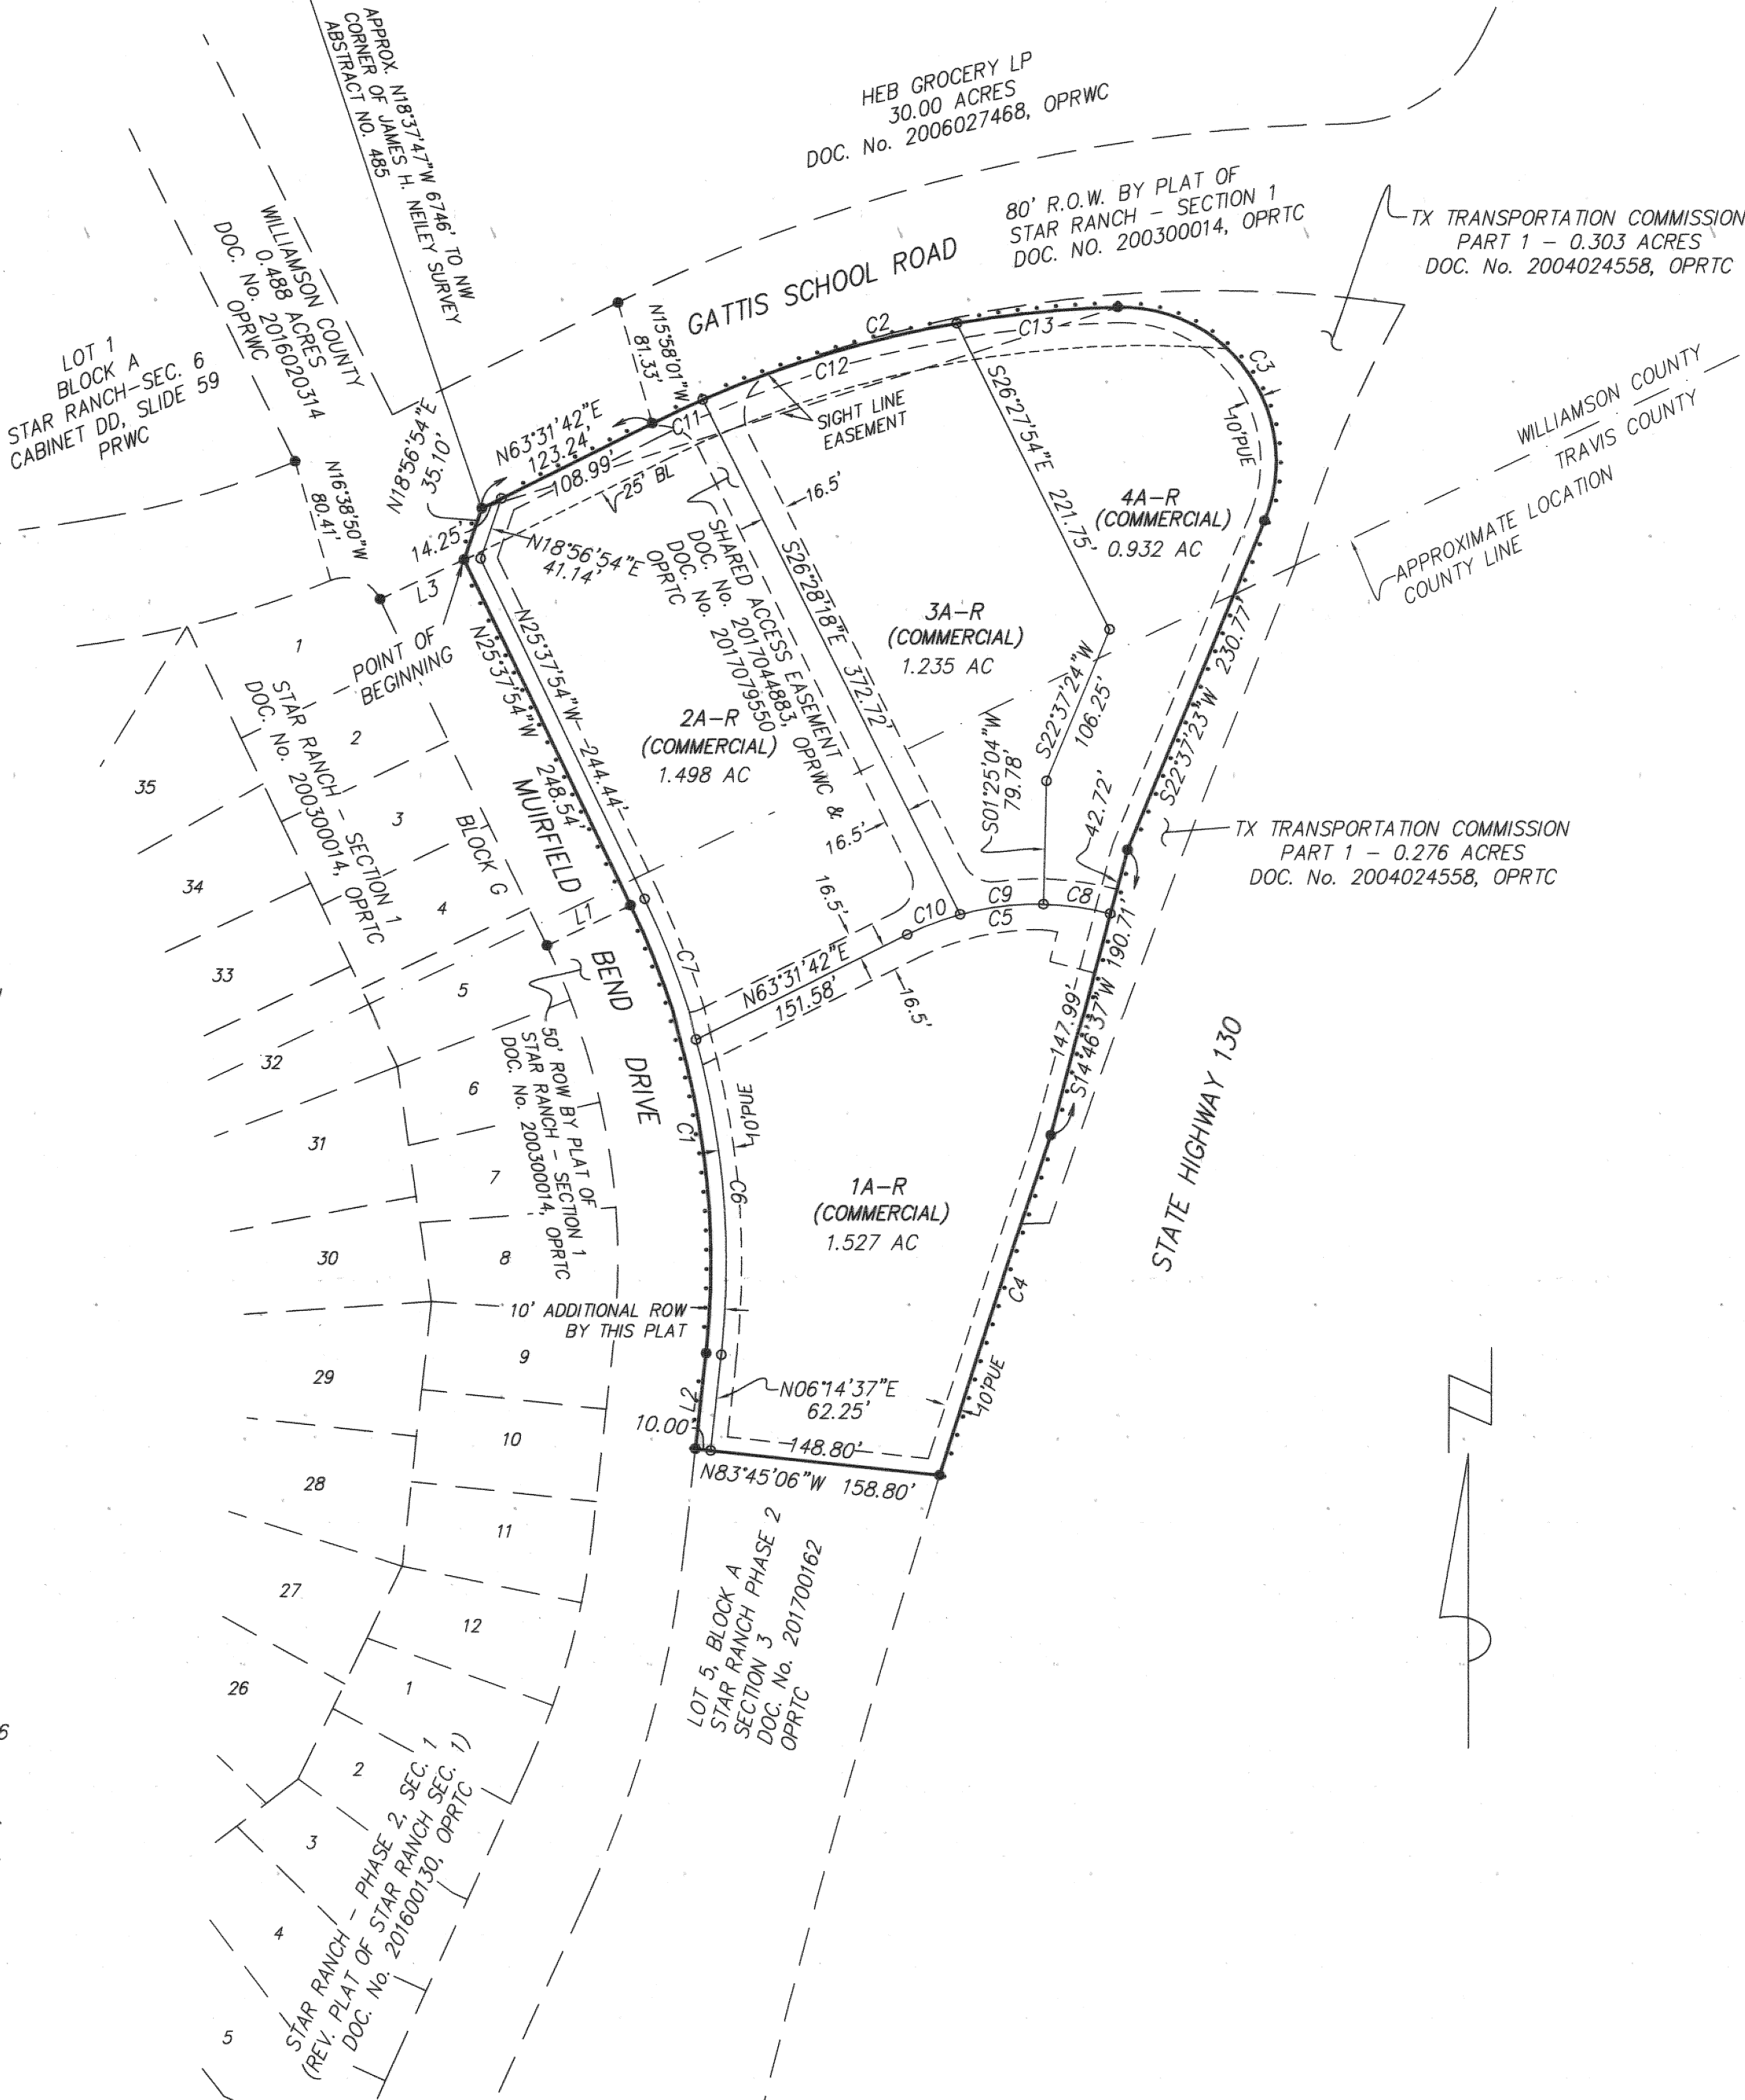 APPROX. N18°37'47"W 6746' TO NW
CORNER OF JAMES H. NEILEY SURVEY
ABSTRACT NO. 485
HEB GROCERY LP
30.00 ACRES
DOC. No. 2006027468, OPRWC
80' R.O.W. BY PLAT OF
STAR RANCH – SECTION 1
DOC. NO. 200300014, OPRTC
TX TRANSPORTATION COMMISSION
PART 1 – 0.303 ACRES
DOC. No. 2004024558, OPRTC
GATTIS SCHOOL ROAD
WILLIAMSON COUNTY
0.488 ACRES
DOC. No. 2016020314
OPRWC
LOT 1
BLOCK A
STAR RANCH–SEC. 6
CABINET DD, SLIDE 59
PRWC
N15°58'01"W
81.33'
C2
C13
C12
C3
C11
SIGHT LINE
EASEMENT
10'PUE
WILLIAMSON COUNTY
TRAVIS COUNTY
APPROXIMATE LOCATION
COUNTY LINE
N16°38'50"W
80.41'
N18°56'54"E
35.10'
N63°31'42"E
123.24'
108.99'
25' BL
14.25'
N18°56'54"E
41.14'
L3
POINT OF
BEGINNING
SHARED ACCESS EASEMENT
DOC. No. 2017044883, OPRWC &
DOC. No. 2017079550
OPRTC
16.5'
S26°28'18"E 372.72'
S26°27'54"E 221.75'
4A–R
(COMMERCIAL)
0.932 AC
3A–R
(COMMERCIAL)
1.235 AC
2A–R
(COMMERCIAL)
1.498 AC
N25°37'54"W 244.44'
N25°37'54"W 248.54'
S22°37'24"W
106.25'
S22°37'23"W 230.77'
S01°25'04"W
79.78'
42.72'
TX TRANSPORTATION COMMISSION
PART 1 – 0.276 ACRES
DOC. No. 2004024558, OPRTC
STAR RANCH – SECTION 1
DOC. No. 200300014, OPRTC
BLOCK G
MUIRFIELD BEND DRIVE
1
2
3
4
5
6
7
8
9
10
11
12
35
34
33
32
31
30
29
28
27
26
L1
16.5'
16.5'
C10
C9
C5
C8
C7
N63°31'42"E
151.58'
16.5'
147.99'
S14°46'37"W 190.71'
STATE HIGHWAY 130
50' ROW BY PLAT OF
STAR RANCH – SECTION 1
DOC. No. 200300014, OPRTC
10'PUE
C1
C6
1A–R
(COMMERCIAL)
1.527 AC
C4
10' ADDITIONAL ROW
BY THIS PLAT
L2
N06°14'37"E
62.25'
10'PUE
10.00'
148.80'
N83°45'06"W 158.80'
LOT 5, BLOCK A
STAR RANCH PHASE 2
SECTION 3
DOC. No. 201700162
OPRTC
1
2
3
4
5
STAR RANCH – PHASE 2, SEC. 1
(REV. PLAT OF STAR RANCH SEC. 1)
DOC. No. 201600130, OPRTC
N
6